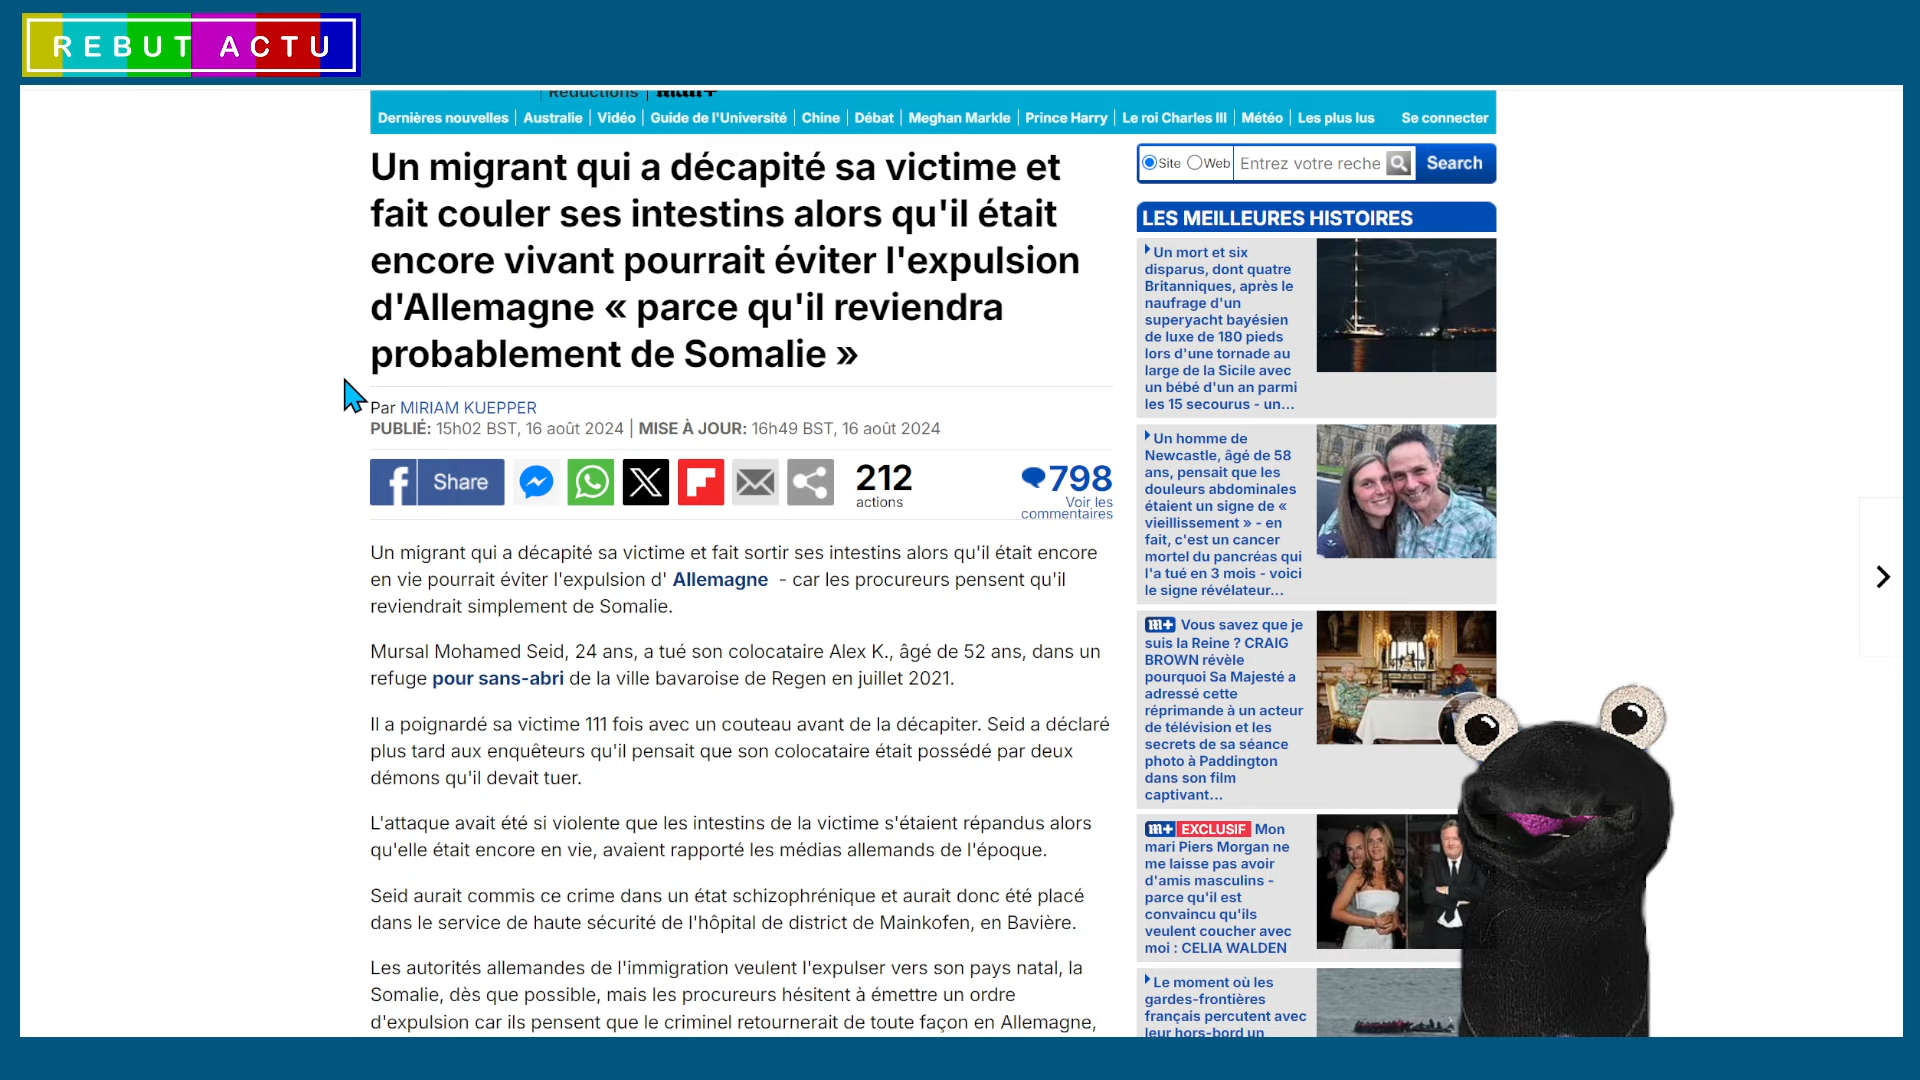 REBUT ACTU
Réductions
Dernières nouvelles | Australie | Vidéo | Guide de l'Université | Chine | Débat | Meghan Markle | Prince Harry | Le roi Charles III | Météo | Les plus lus Se connecter
Un migrant qui a décapité sa victime et
fait couler ses intestins alors qu'il était
encore vivant pourrait éviter l'expulsion
d'Allemagne « parce qu'il reviendra
probablement de Somalie »
Par MIRIAM KUEPPER
PUBLIÉ: 15h02 BST, 16 août 2024 | MISE À JOUR: 16h49 BST, 16 août 2024
Share
212
actions
798
Voir les
commentaires
Un migrant qui a décapité sa victime et fait sortir ses intestins alors qu'il était encore
en vie pourrait éviter l'expulsion d' Allemagne - car les procureurs pensent qu'il
reviendrait simplement de Somalie.
Mursal Mohamed Seid, 24 ans, a tué son colocataire Alex K., âgé de 52 ans, dans un
refuge pour sans-abri de la ville bavaroise de Regen en juillet 2021.
Il a poignardé sa victime 111 fois avec un couteau avant de la décapiter. Seid a déclaré
plus tard aux enquêteurs qu'il pensait que son colocataire était possédé par deux
démons qu'il devait tuer.
L'attaque avait été si violente que les intestins de la victime s'étaient répandus alors
qu'elle était encore en vie, avaient rapporté les médias allemands de l'époque.
Seid aurait commis ce crime dans un état schizophrénique et aurait donc été placé
dans le service de haute sécurité de l'hôpital de district de Mainkofen, en Bavière.
Les autorités allemandes de l'immigration veulent l'expulser vers son pays natal, la
Somalie, dès que possible, mais les procureurs hésitent à émettre un ordre
d'expulsion car ils pensent que le criminel retournerait de toute façon en Allemagne,
Site Web Entrez votre reche Search
LES MEILLEURES HISTOIRES
Un mort et six
disparus, dont quatre
Britanniques, après le
naufrage d'un
superyacht bayésien
de luxe de 180 pieds
lors d'une tornade au
large de la Sicile avec
un bébé d'un an parmi
les 15 secourus - un...
Un homme de
Newcastle, âgé de 58
ans, pensait que les
douleurs abdominales
étaient un signe de «
vieillissement » - en
fait, c'est un cancer
mortel du pancréas qui
l'a tué en 3 mois - voici
le signe révélateur...
m+ Vous savez que je
suis la Reine ? CRAIG
BROWN révèle
pourquoi Sa Majesté a
adressé cette
réprimande à un acteur
de télévision et les
secrets de sa séance
photo à Paddington
dans son film
captivant...
m+ EXCLUSIF Mon
mari Piers Morgan ne
me laisse pas avoir
d'amis masculins -
parce qu'il est
convaincu qu'ils
veulent coucher avec
moi : CELIA WALDEN
Le moment où les
gardes-frontières
français percutent avec
leur hors-bord un